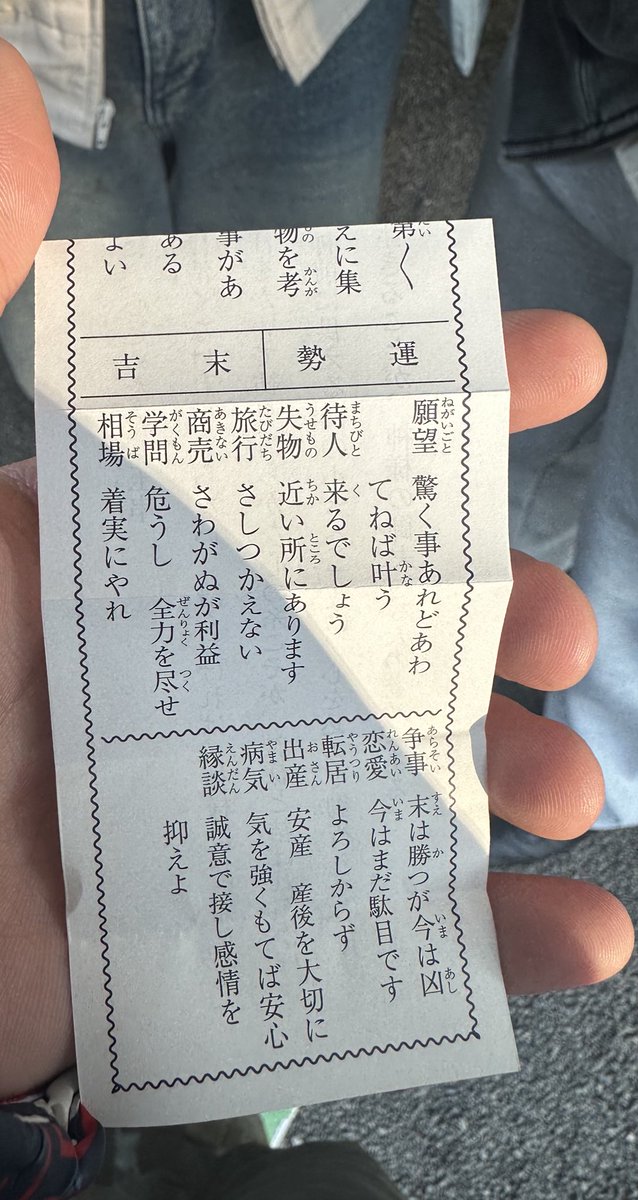 第〱
えに集
物を考
事があ
ある
よい
運勢 末吉
願望 驚く事あれどあわ
てねば叶う
待人 来るでしょう
失物 近い所にあります
旅行 さしつかえない
商売 さわがぬが利益
学問 危うし 全力を尽せ
相場 着実にやれ
争事 末は勝つが今は凶
恋愛 今はまだ駄目です
転居 よろしからず
出産 安産 産後を大切に
病気 気を強くもてば安心
縁談 誠意で接し感情を
抑えよ